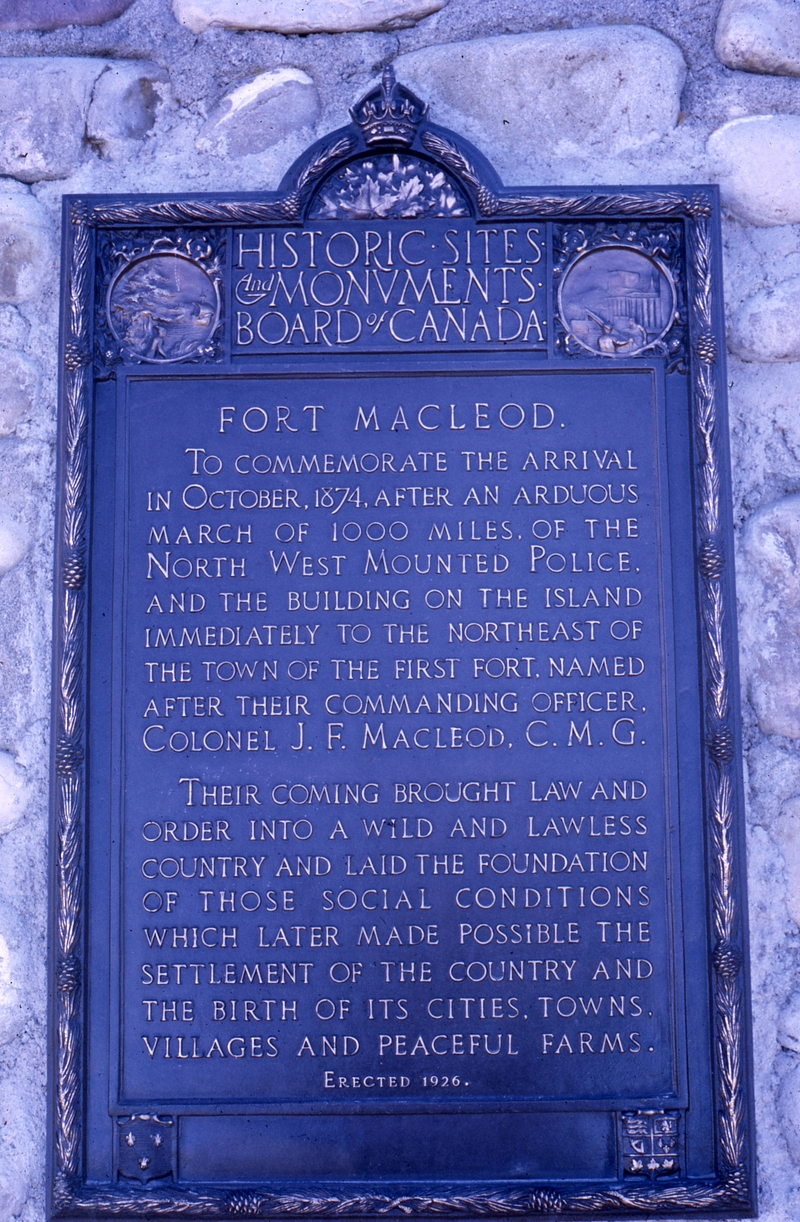 HISTORIC · SITES ·
And MONVMENTS ·
BOARD of CANADA ·
FORT MACLEOD.
TO COMMEMORATE THE ARRIVAL
IN OCTOBER, 1874, AFTER AN ARDUOUS
MARCH OF 1000 MILES, OF THE
NORTH WEST MOUNTED POLICE,
AND THE BUILDING ON THE ISLAND
IMMEDIATELY TO THE NORTHEAST OF
THE TOWN OF THE FIRST FORT, NAMED
AFTER THEIR COMMANDING OFFICER,
COLONEL J. F. MACLEOD, C. M. G.
THEIR COMING BROUGHT LAW AND
ORDER INTO A WILD AND LAWLESS
COUNTRY AND LAID THE FOUNDATION
OF THOSE SOCIAL CONDITIONS
WHICH LATER MADE POSSIBLE THE
SETTLEMENT OF THE COUNTRY AND
THE BIRTH OF ITS CITIES, TOWNS,
VILLAGES AND PEACEFUL FARMS.
ERECTED 1926.